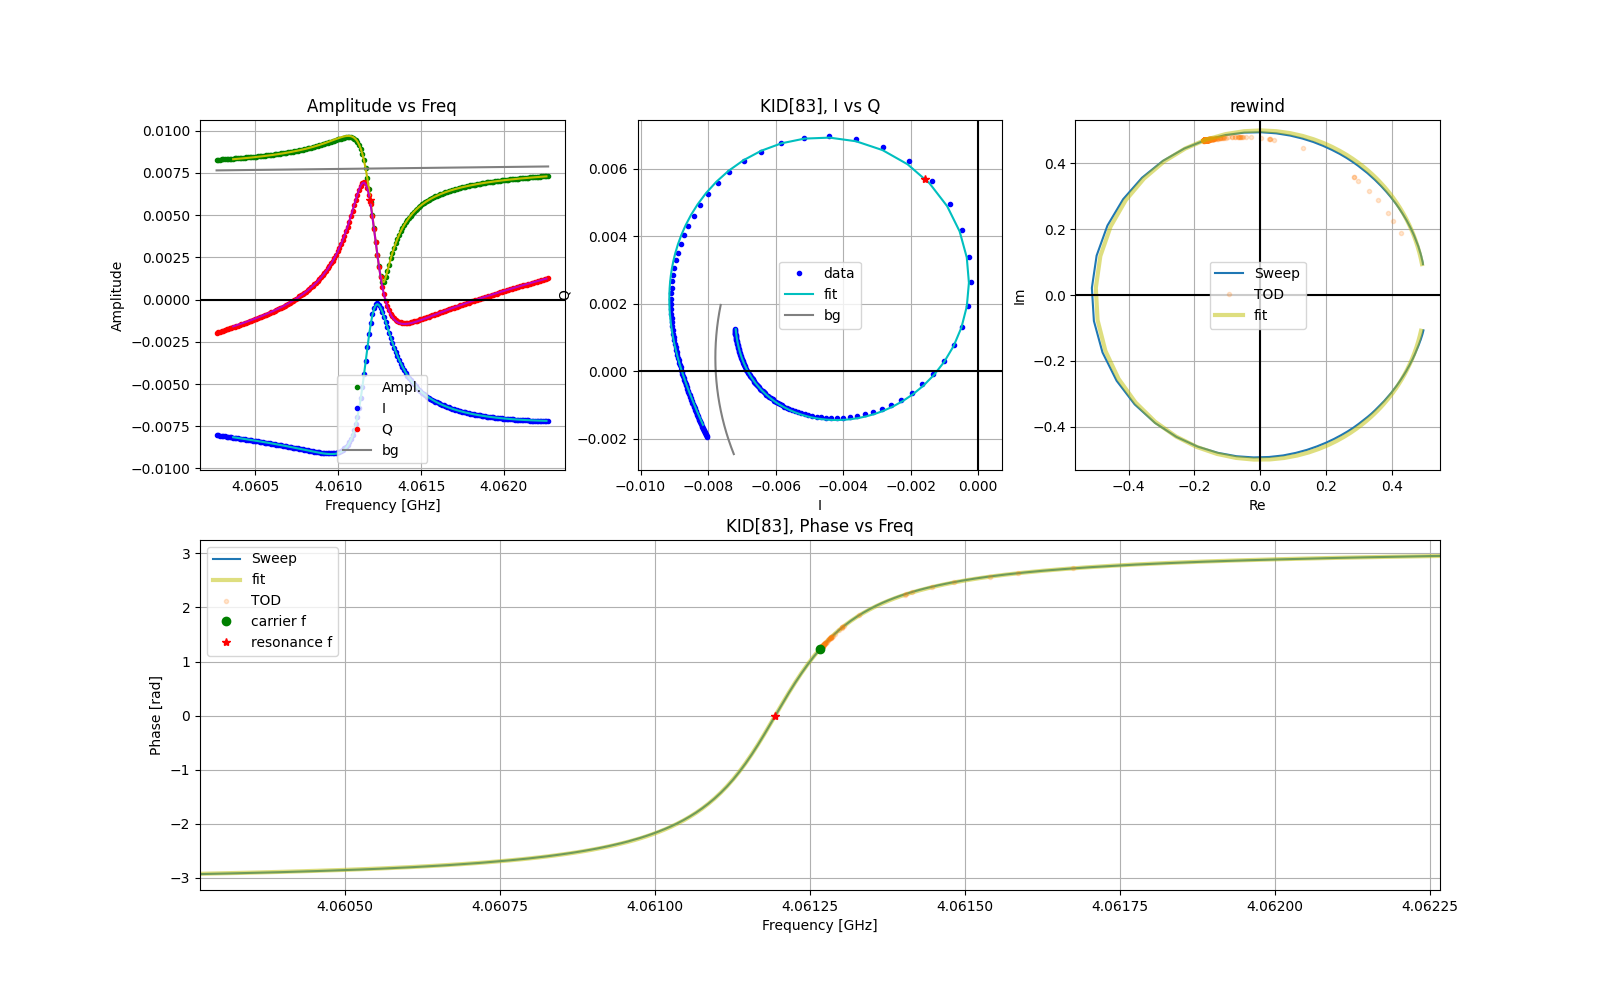 Amplitude vs Freq
0.0100
0.0075
0.0050
0.0025
0.0000
−0.0025
−0.0050
−0.0075
−0.0100
Amplitude
Ampl.
I
Q
bg
4.0605
4.0610
4.0615
4.0620
Frequency [GHz]
KID[83], I vs Q
0.006
0.004
0.002
0.000
−0.002
Q
data
fit
bg
−0.010
−0.008
−0.006
−0.004
−0.002
0.000
I
rewind
0.4
0.2
0.0
−0.2
−0.4
Im
Sweep
TOD
fit
−0.4
−0.2
0.0
0.2
0.4
Re
KID[83], Phase vs Freq
3
2
1
0
−1
−2
−3
Phase [rad]
Sweep
fit
TOD
carrier f
resonance f
4.06050
4.06075
4.06100
4.06125
4.06150
4.06175
4.06200
4.06225
Frequency [GHz]